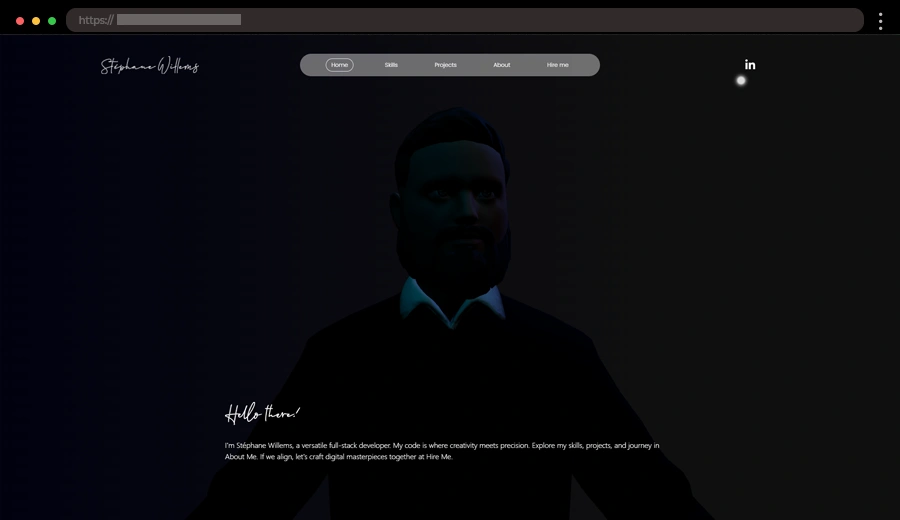 https://
Stéphane Willems
Home Skills Projects About Hire me
in
Hello there!
I'm Stéphane Willems, a versatile full-stack developer. My code is where creativity meets precision. Explore my skills, projects, and journey in
About Me. If we align, let's craft digital masterpieces together at Hire Me.